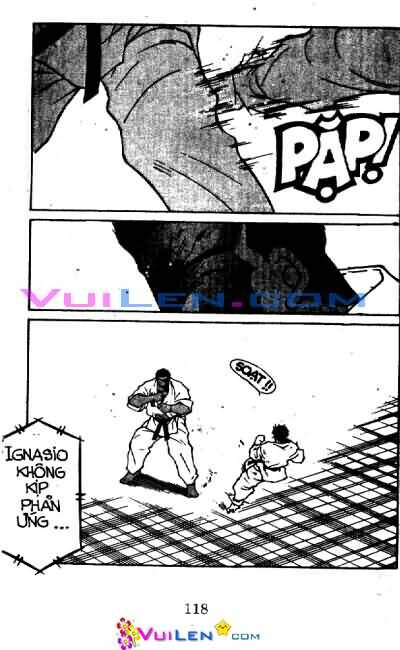 PẶP!
VUILEN.COM
SOẠT!!
IGNASIO
KHÔNG
KỊP
PHẢN
ỨNG ...
118
VUILEN.COM